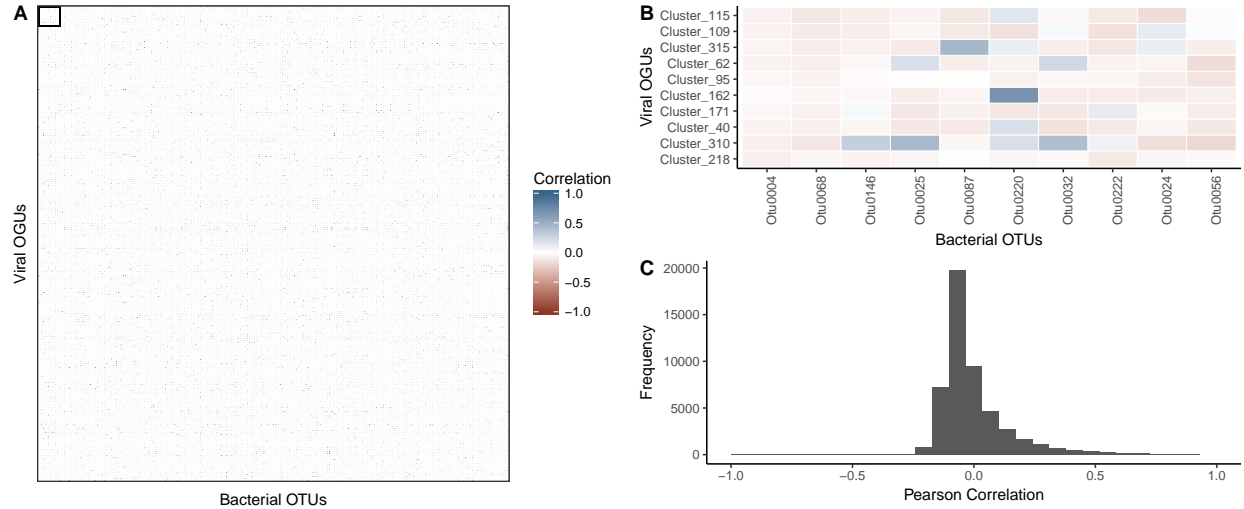 A
Viral OGUs
Bacterial OTUs
Correlation
1.0
0.5
0.0
−0.5
−1.0
B
Viral OGUs
Cluster_115
Cluster_109
Cluster_315
Cluster_62
Cluster_95
Cluster_162
Cluster_171
Cluster_40
Cluster_310
Cluster_218
Otu0004
Otu0068
Otu0146
Otu0025
Otu0087
Otu0220
Otu0032
Otu0222
Otu0024
Otu0056
Bacterial OTUs
C
Frequency
20000
15000
10000
5000
0
−1.0 −0.5 0.0 0.5 1.0
Pearson Correlation